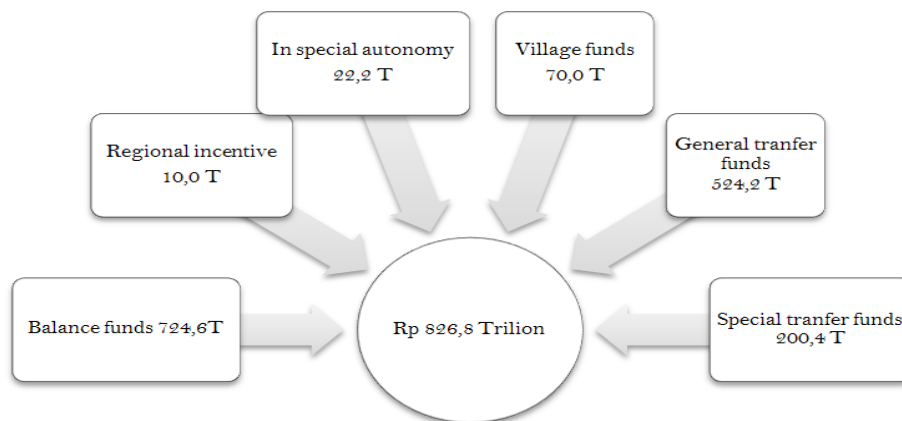 In special autonomy
22,2 T
Village funds
70,0 T
Regional incentive
10,0 T
General tranfer
funds
524,2 T
Balance funds 724,6T
Rp 826,8 Trilion
Special tranfer funds
200,4 T